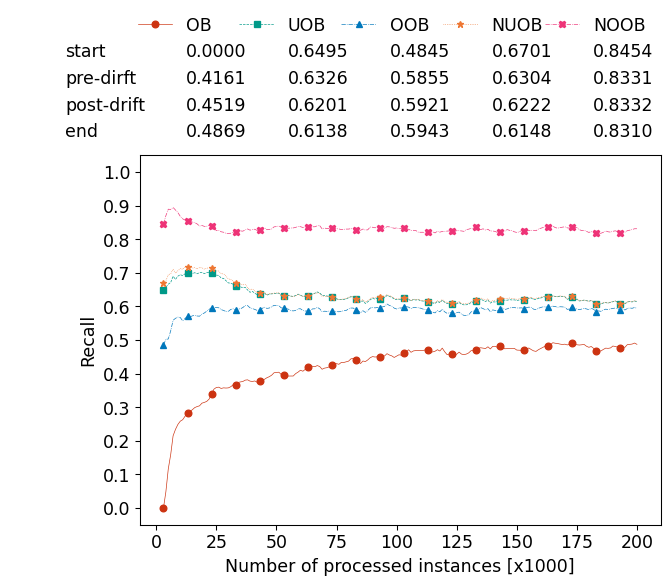 OB UOB OOB NUOB NOOB
start 0.0000 0.6495 0.4845 0.6701 0.8454
pre-dirft 0.4161 0.6326 0.5855 0.6304 0.8331
post-drift 0.4519 0.6201 0.5921 0.6222 0.8332
end 0.4869 0.6138 0.5943 0.6148 0.8310
1.0
0.9
0.8
0.7
0.6
0.5
0.4
0.3
0.2
0.1
0.0
Recall
0 25 50 75 100 125 150 175 200
Number of processed instances [x1000]